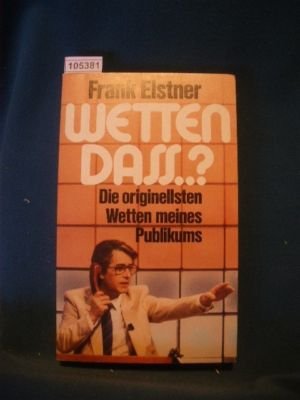 105381
Frank Elstner
WETTEN
DASS..?
Die originellsten
Wetten meines
Publikums